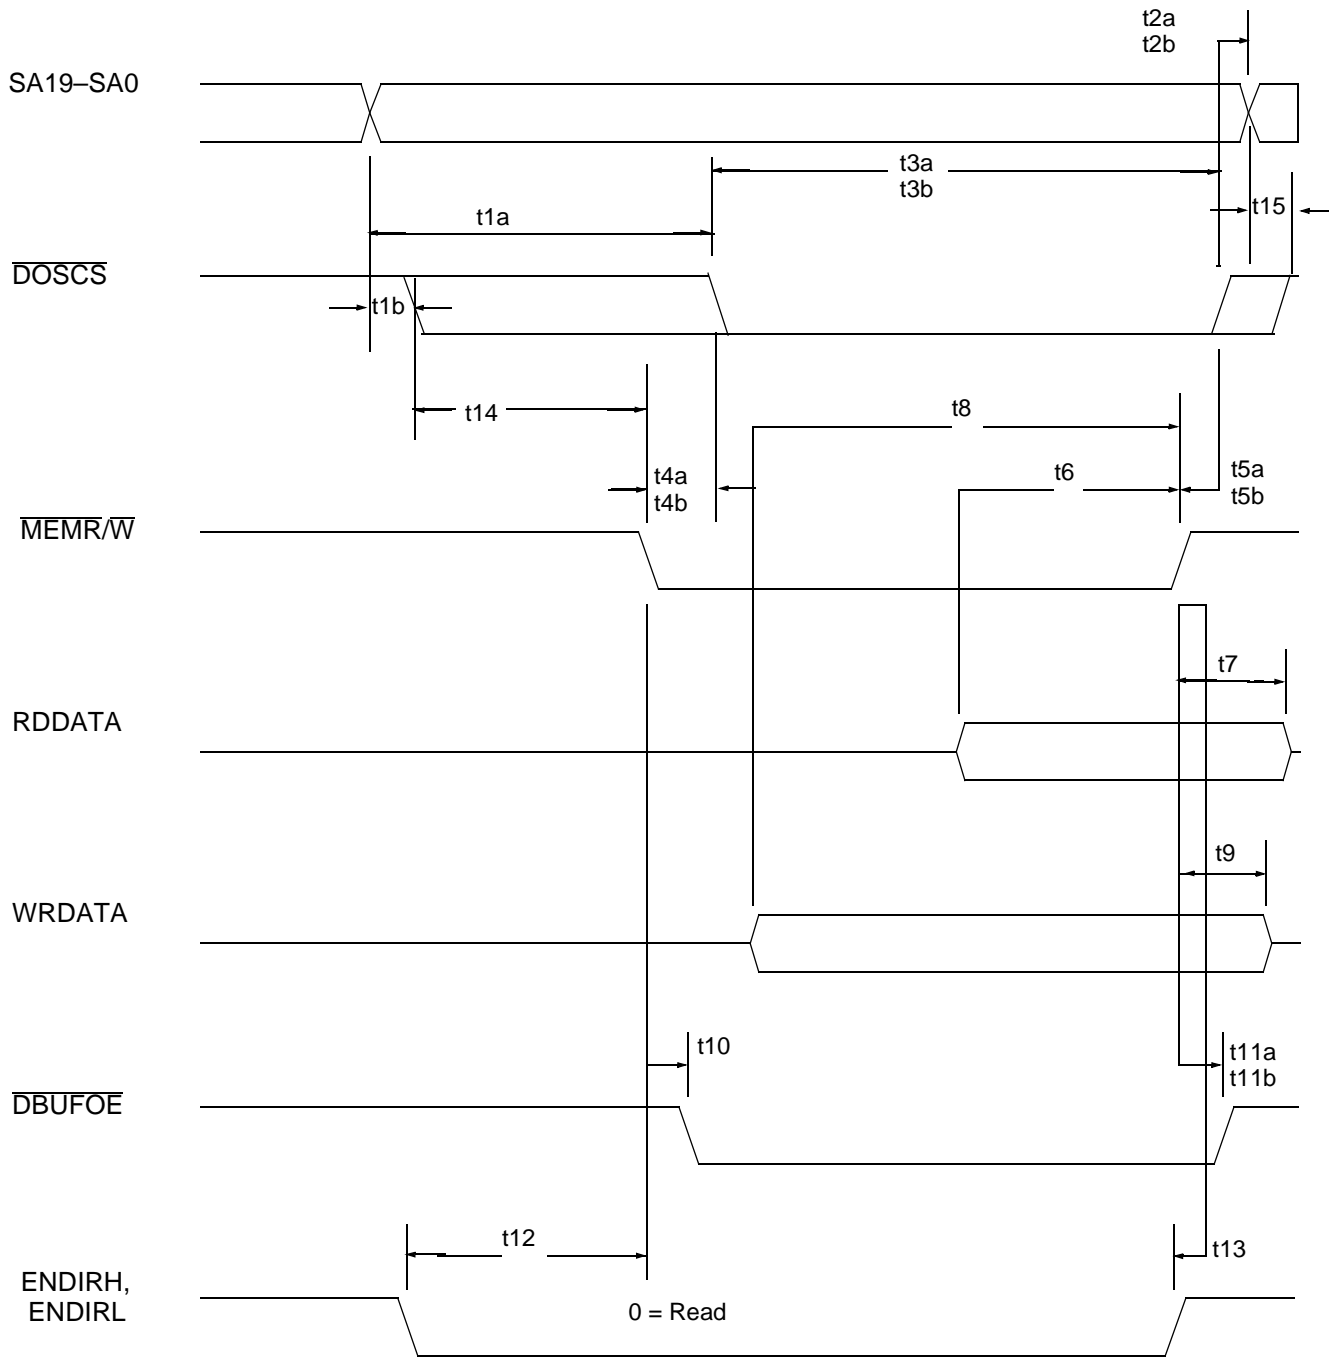 t2a
t2b
SA19–SA0
t3a
t3b
t15
t1a
DOSCS
t1b
t8
t14
t6
t4a
t4b
t5a
t5b
MEMR/W
t7
RDDATA
t9
WRDATA
t10
t11a
t11b
DBUFOE
t12
t13
ENDIRH,
ENDIRL
0 = Read